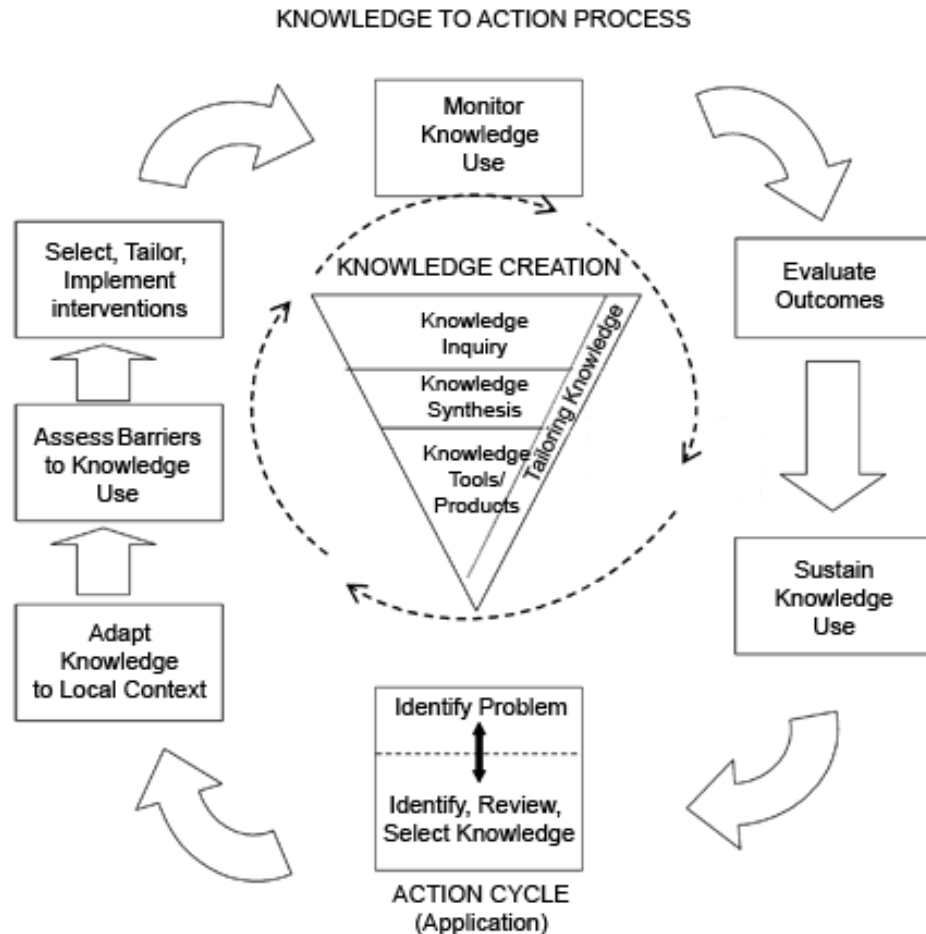 KNOWLEDGE TO ACTION PROCESS
Monitor
Knowledge
Use
Select, Tailor,
Implement
interventions
Evaluate
Outcomes
KNOWLEDGE CREATION
Knowledge
Inquiry
Knowledge
Synthesis
Knowledge
Tools/
Products
Tailoring Knowledge
Assess Barriers
to Knowledge
Use
Sustain
Knowledge
Use
Adapt
Knowledge
to Local Context
Identify Problem
Identify, Review,
Select Knowledge
ACTION CYCLE
(Application)